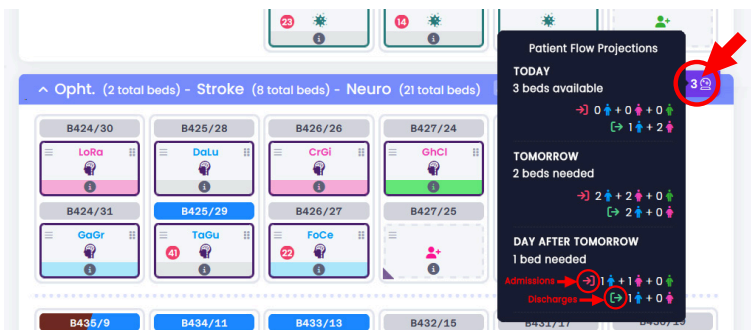 23
14
Opht. (2 total beds) - Stroke (8 total beds) - Neuro (21 total beds)
3
B424/30
B425/28
B426/26
B427/24
LoRa
DaLu
CrGi
GhCl
B424/31
B425/29
B426/27
B427/25
GaGr
TaGu
FoCe
41
22
B435/9
B434/11
B433/13
B432/15
B431/17
Patient Flow Projections
TODAY
3 beds available
0 + 0 + 0
1 + 2
TOMORROW
2 beds needed
2 + 2 + 0
2 + 0
DAY AFTER TOMORROW
1 bed needed
Admissions 1 + 1 + 0
Discharges 1 + 0